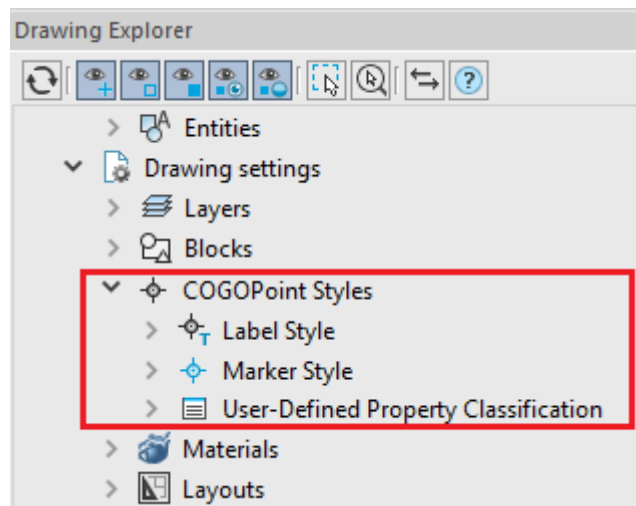 Drawing Explorer
Entities
Drawing settings
Layers
Blocks
COGOPoint Styles
Label Style
Marker Style
User-Defined Property Classification
Materials
Layouts